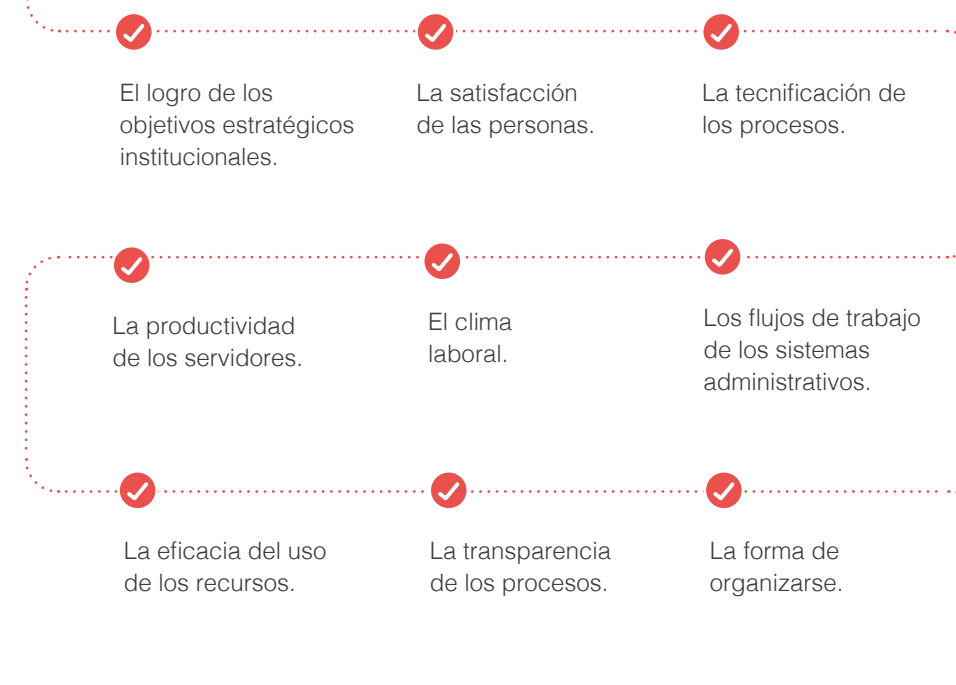 El logro de los
objetivos estratégicos
institucionales.
La satisfacción
de las personas.
La tecnificación de
los procesos.
La productividad
de los servidores.
El clima
laboral.
Los flujos de trabajo
de los sistemas
administrativos.
La eficacia del uso
de los recursos.
La transparencia
de los procesos.
La forma de
organizarse.